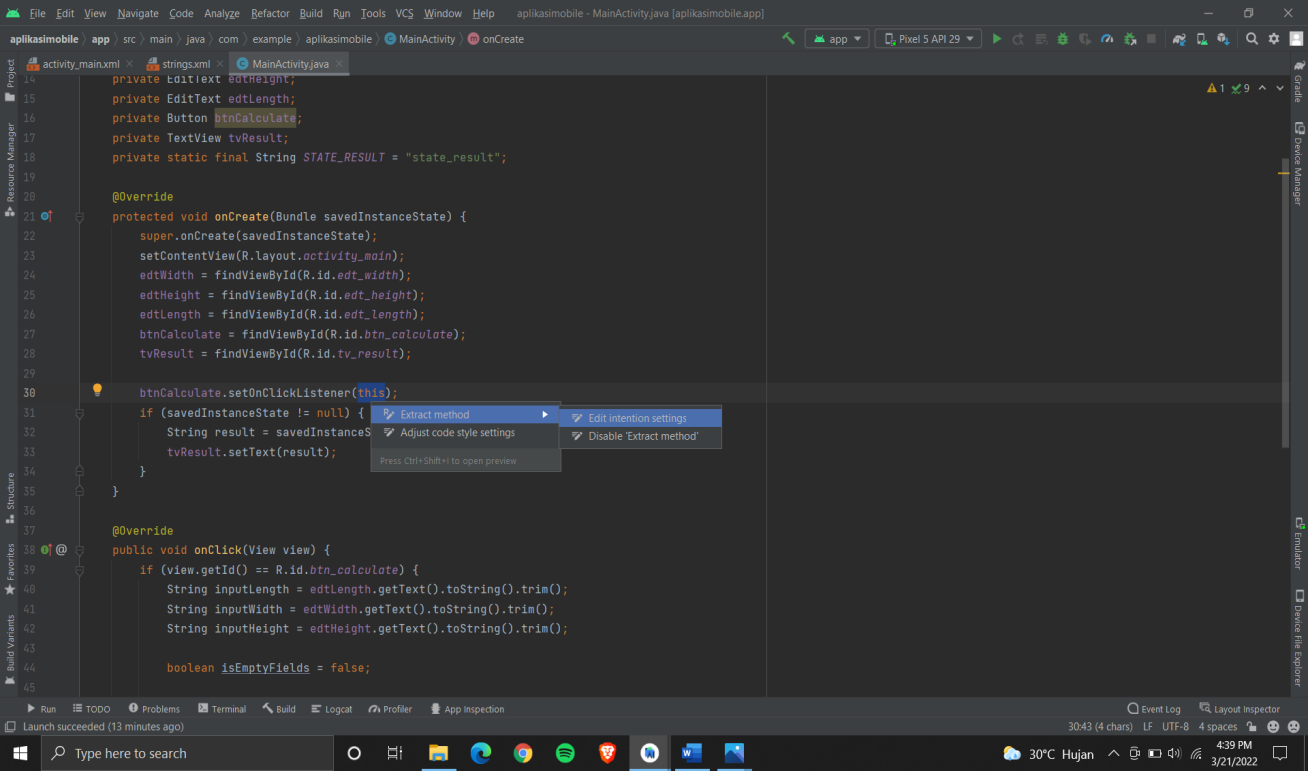 File Edit View Navigate Code Analyze Refactor Build Run Tools VCS Window Help aplikasimobile - MainActivity.java [aplikasimobile.app]
aplikasimobile app src main java com example aplikasimobile MainActivity onCreate
app Pixel 5 API 29
activity_main.xml strings.xml MainActivity.java
14 private EditText edtHeight;
15 private EditText edtLength;
16 private Button btnCalculate;
17 private TextView tvResult;
18 private static final String STATE_RESULT = "state_result";
19
20 @Override
21 protected void onCreate(Bundle savedInstanceState) {
22 super.onCreate(savedInstanceState);
23 setContentView(R.layout.activity_main);
24 edtWidth = findViewById(R.id.edt_width);
25 edtHeight = findViewById(R.id.edt_height);
26 edtLength = findViewById(R.id.edt_length);
27 btnCalculate = findViewById(R.id.btn_calculate);
28 tvResult = findViewById(R.id.tv_result);
29
30 btnCalculate.setOnClickListener(this);
31 if (savedInstanceState != null) {
32 String result = savedInstanceS
33 tvResult.setText(result);
34 }
35 }
36
37 @Override
38 @ public void onClick(View view) {
39 if (view.getId() == R.id.btn_calculate) {
40 String inputLength = edtLength.getText().toString().trim();
41 String inputWidth = edtWidth.getText().toString().trim();
42 String inputHeight = edtHeight.getText().toString().trim();
43
44 boolean isEmptyFields = false;
45
Extract method
Adjust code style settings
Press Ctrl+Shift+I to open preview
Edit intention settings
Disable 'Extract method'
1 9
Project
Resource Manager
Structure
Favorites
Build Variants
Gradle
Device Manager
Emulator
Device File Explorer
Run TODO Problems Terminal Build Logcat Profiler App Inspection Event Log Layout Inspector
Launch succeeded (13 minutes ago) 30:43 (4 chars) LF UTF-8 4 spaces
Type here to search
30°C Hujan
4:39 PM
3/21/2022